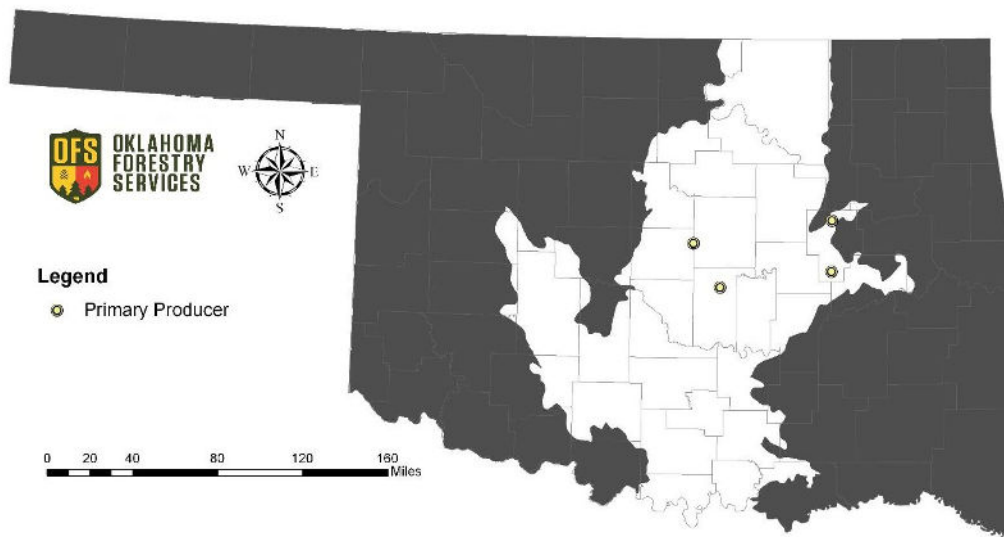 OFS
OKLAHOMA
FORESTRY
SERVICES
N
W
E
S
Legend
Primary Producer
0 20 40 80 120 160
Miles